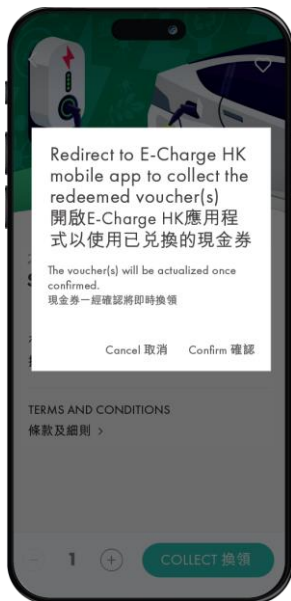 Redirect to E-Charge HK
mobile app to collect the
redeemed voucher(s)
開啟E-Charge HK應用程
式以使用已兑換的現金券
The voucher(s) will be actualized once
confirmed.
現金券一經確認將即時換領
Cancel 取消 Confirm 確認
TERMS AND CONDITIONS
條款及細則 >
1
COLLECT 換領